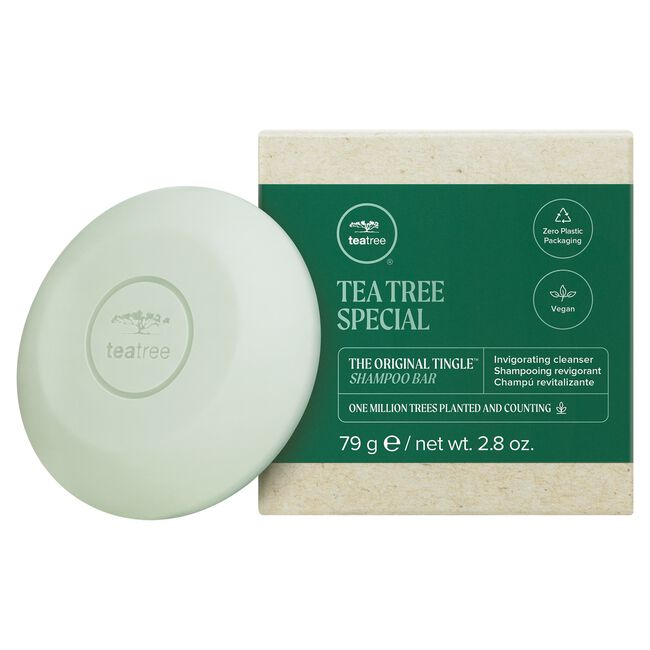 teatree
teatree
®
Zero Plastic
Packaging
TEA TREE
SPECIAL
Vegan
THE ORIGINAL TINGLE™
SHAMPOO BAR
Invigorating cleanser
Shampooing revigorant
Champú revitalizante
ONE MILLION TREES PLANTED AND COUNTING
79 g ℮ / net wt. 2.8 oz.